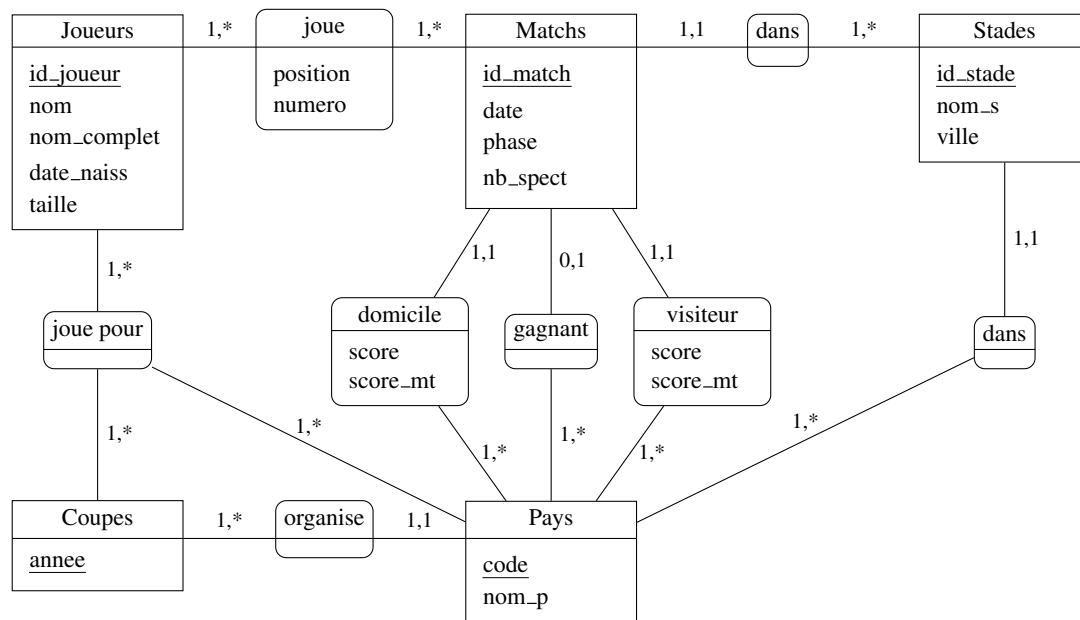 Joueurs
id_joueur
nom
nom_complet
date_naiss
taille
1,*
joue
position
numero
1,*
Matchs
id_match
date
phase
nb_spect
1,1
dans
1,*
Stades
id_stade
nom_s
ville
1,*
1,1
0,1
1,1
1,1
joue pour
domicile
score
score_mt
gagnant
visiteur
score
score_mt
dans
1,*
1,*
1,*
1,*
1,*
1,*
Coupes
annee
1,*
organise
1,1
Pays
code
nom_p